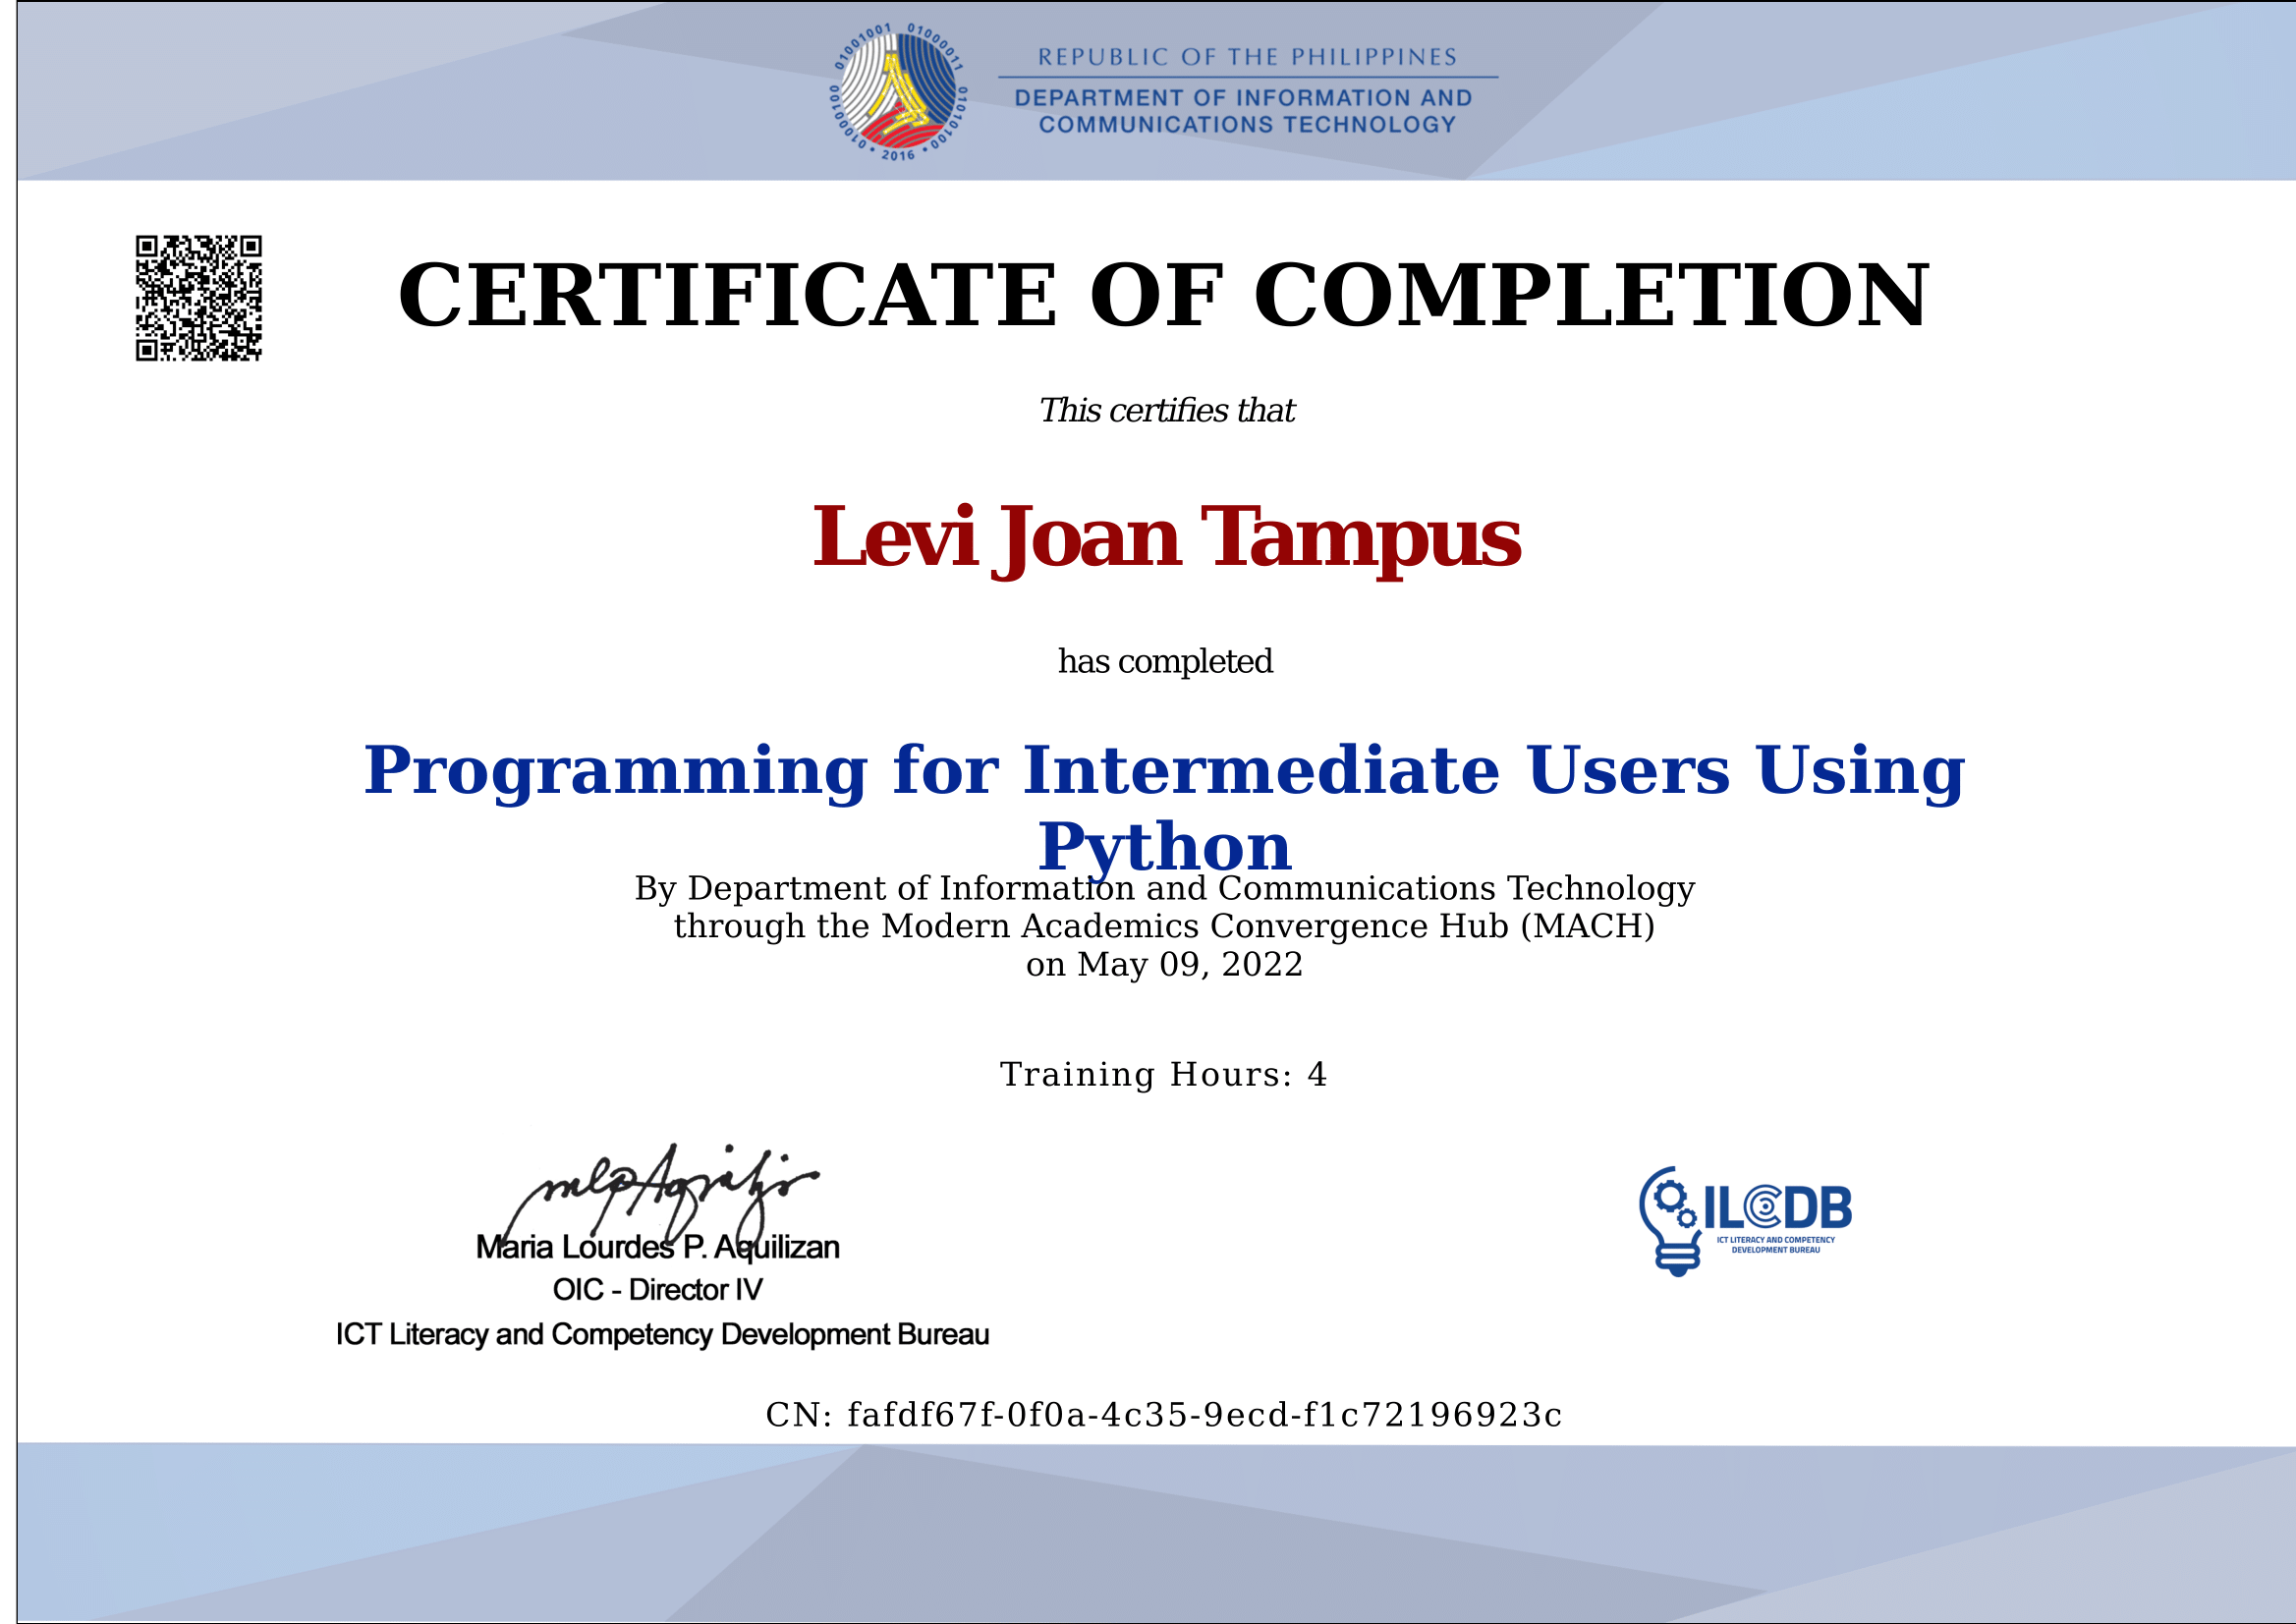 01001001 01000011 01010100 • 2016 • 01000100
REPUBLIC OF THE PHILIPPINES
DEPARTMENT OF INFORMATION AND
COMMUNICATIONS TECHNOLOGY
CERTIFICATE OF COMPLETION
This certifies that
Levi Joan Tampus
has completed
Programming for Intermediate Users Using
Python
By Department of Information and Communications Technology
through the Modern Academics Convergence Hub (MACH)
on May 09, 2022
Training Hours: 4
Maria Lourdes P. Aquilizan
OIC - Director IV
ICT Literacy and Competency Development Bureau
ILCDB
ICT LITERACY AND COMPETENCY
DEVELOPMENT BUREAU
CN: fafdf67f-0f0a-4c35-9ecd-f1c72196923c